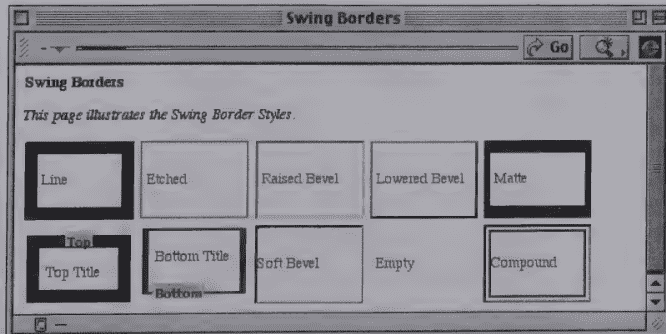 Swing Borders
Go
Swing Borders
This page illustrates the Swing Border Styles.
Line Etched Raised Bevel Lowered Bevel Matte
Top
Top Title Bottom Title Soft Bevel Empty Compound
Bottom